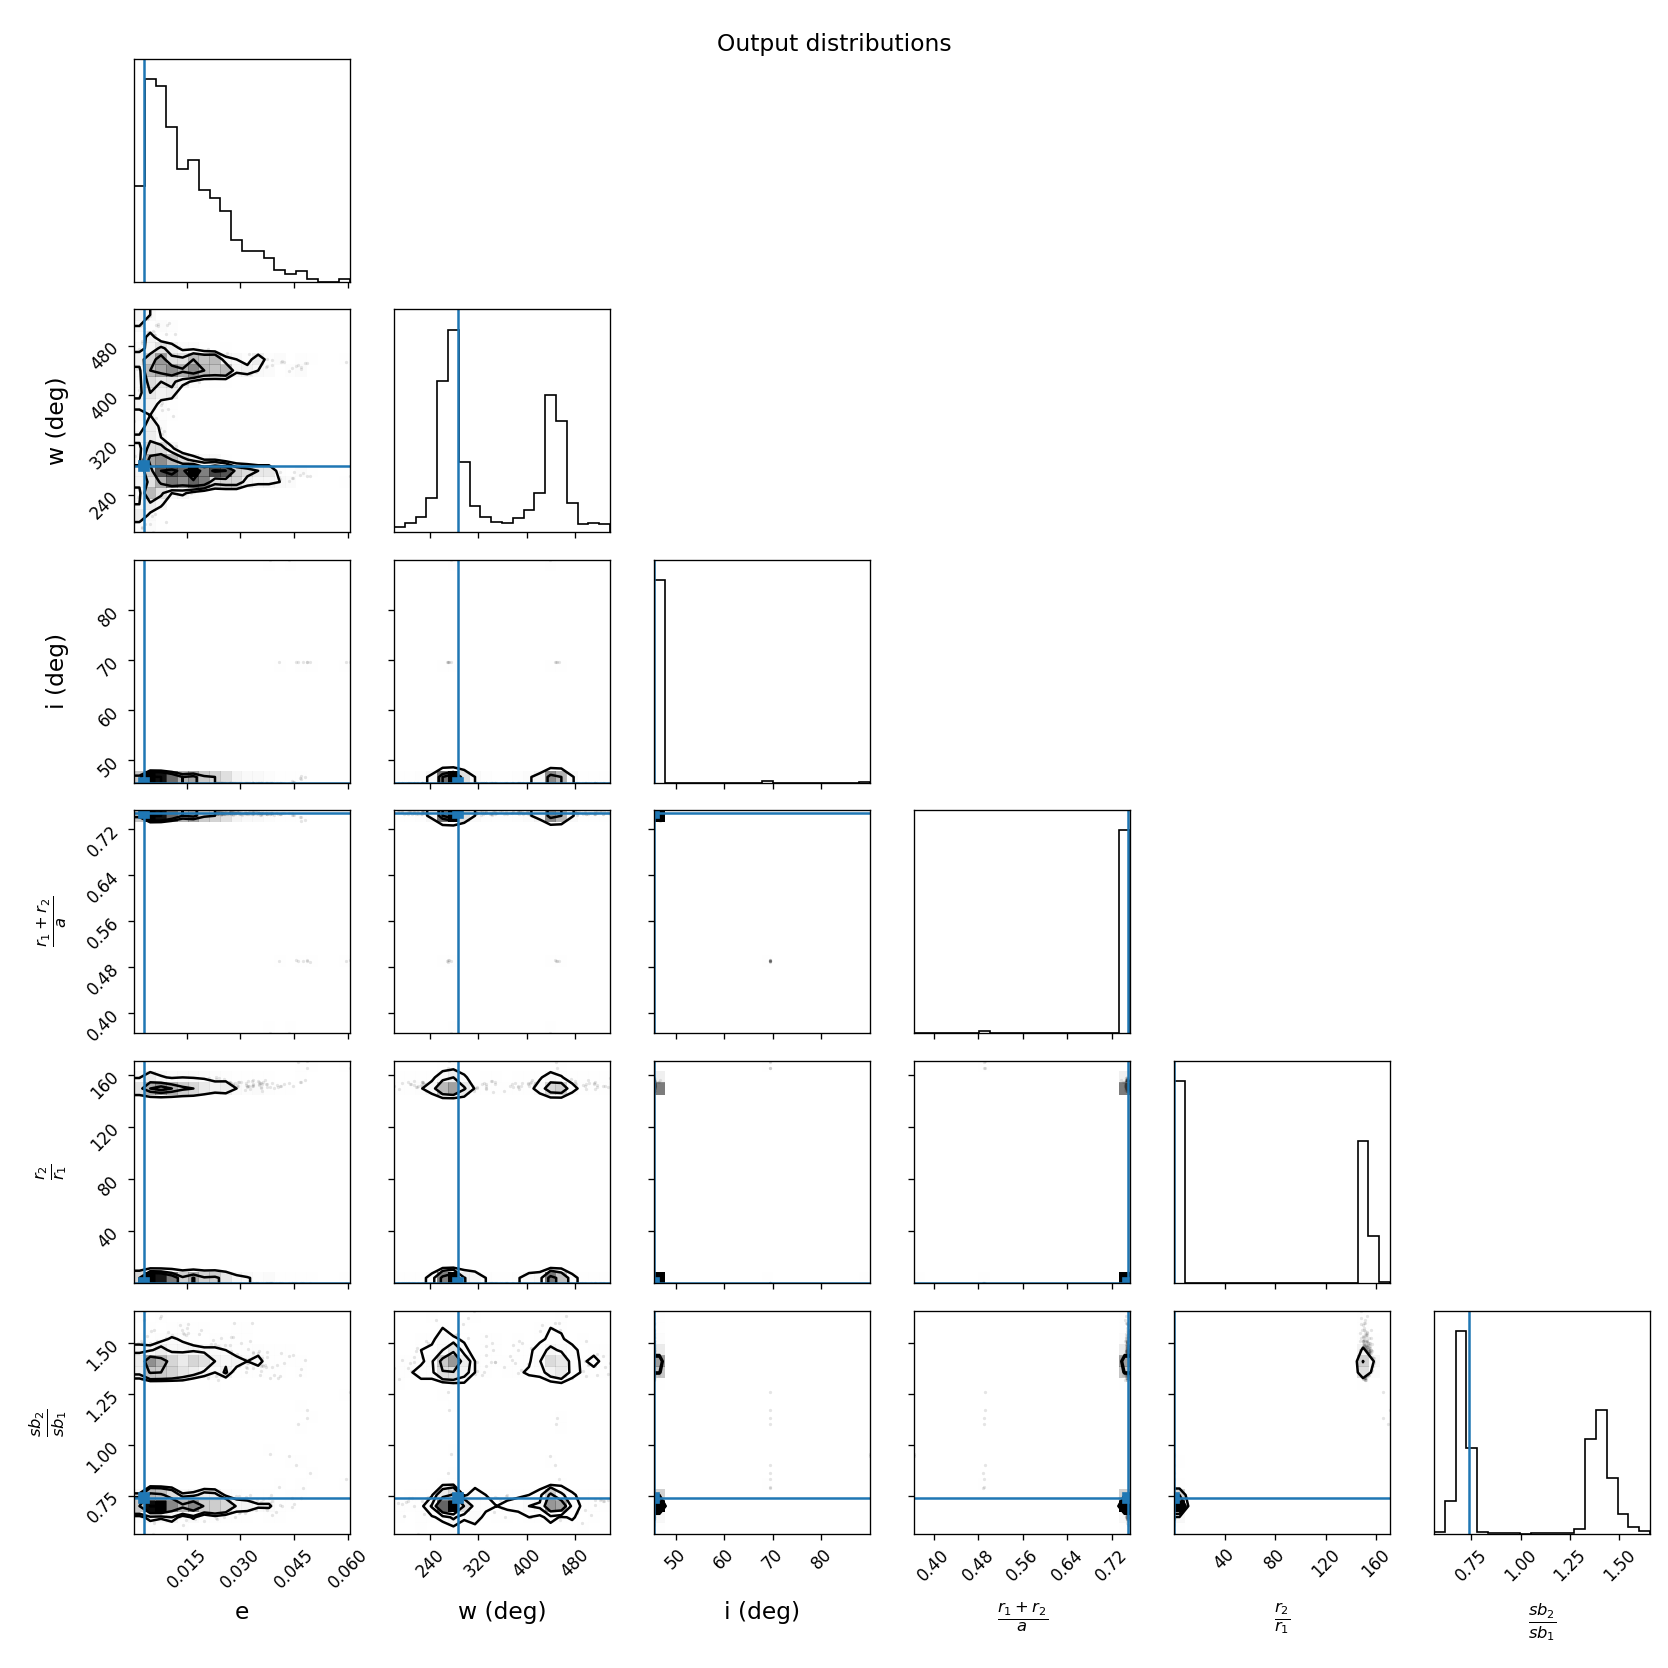 Output distributions
480
400
320
240
w (deg)
80
70
60
50
i (deg)
0.72
0.64
0.56
0.48
0.40
r₁ + r₂
a
160
120
80
40
r₂
r₁
1.50
1.25
1.00
0.75
sb₂
sb₁
0.015 0.030 0.045 0.060 240 320 400 480 50 60 70 80 0.40 0.48 0.56 0.64 0.72 40 80 120 160 0.75 1.00 1.25 1.50
e w (deg) i (deg)
r₁ + r₂
a
r₂
r₁
sb₂
sb₁